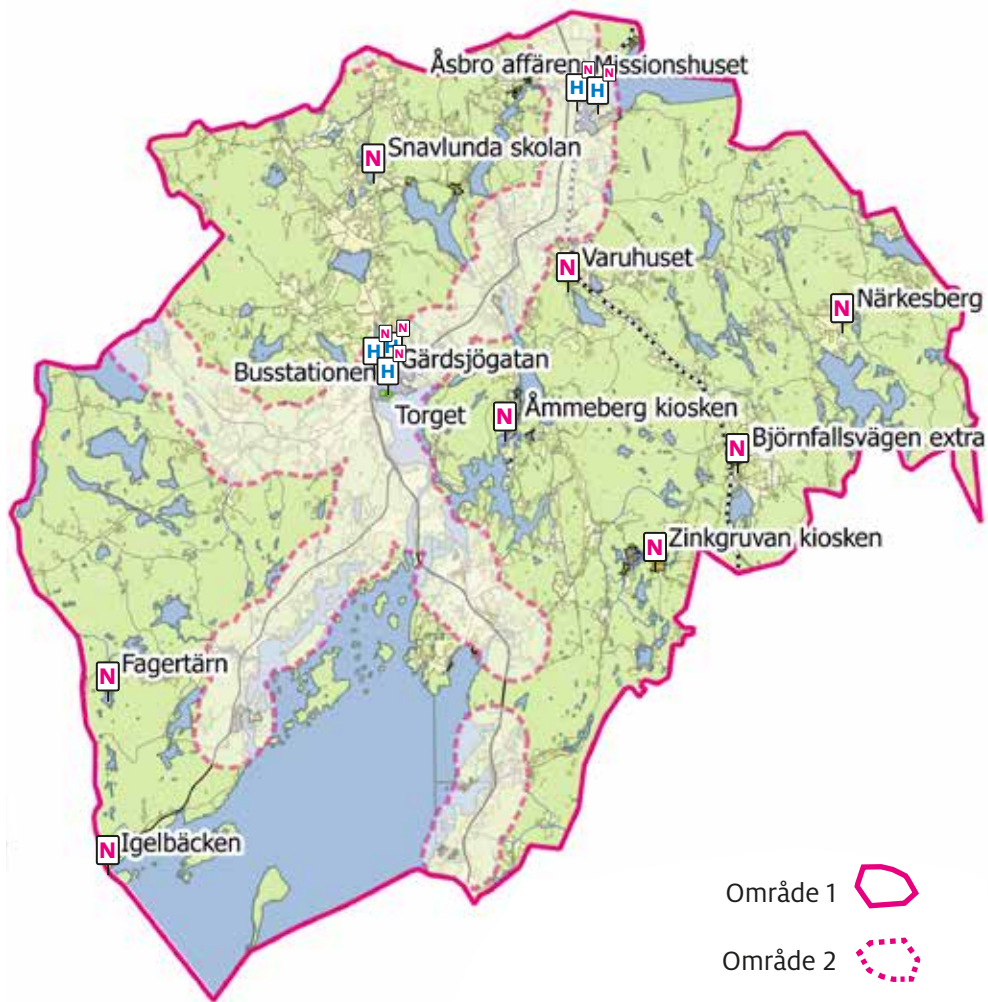 Åsbro affären Missionshuset
N N
H H
N Snavlunda skolan
N Varuhuset
N Närkesberg
N N
H H N Gärdsjögatan
Busstationen H
Torget
N Åmmeberg kiosken
N Björnfallsvägen extra
N Zinkgruvan kiosken
N Fagertärn
N Igelbäcken
Område 1
Område 2